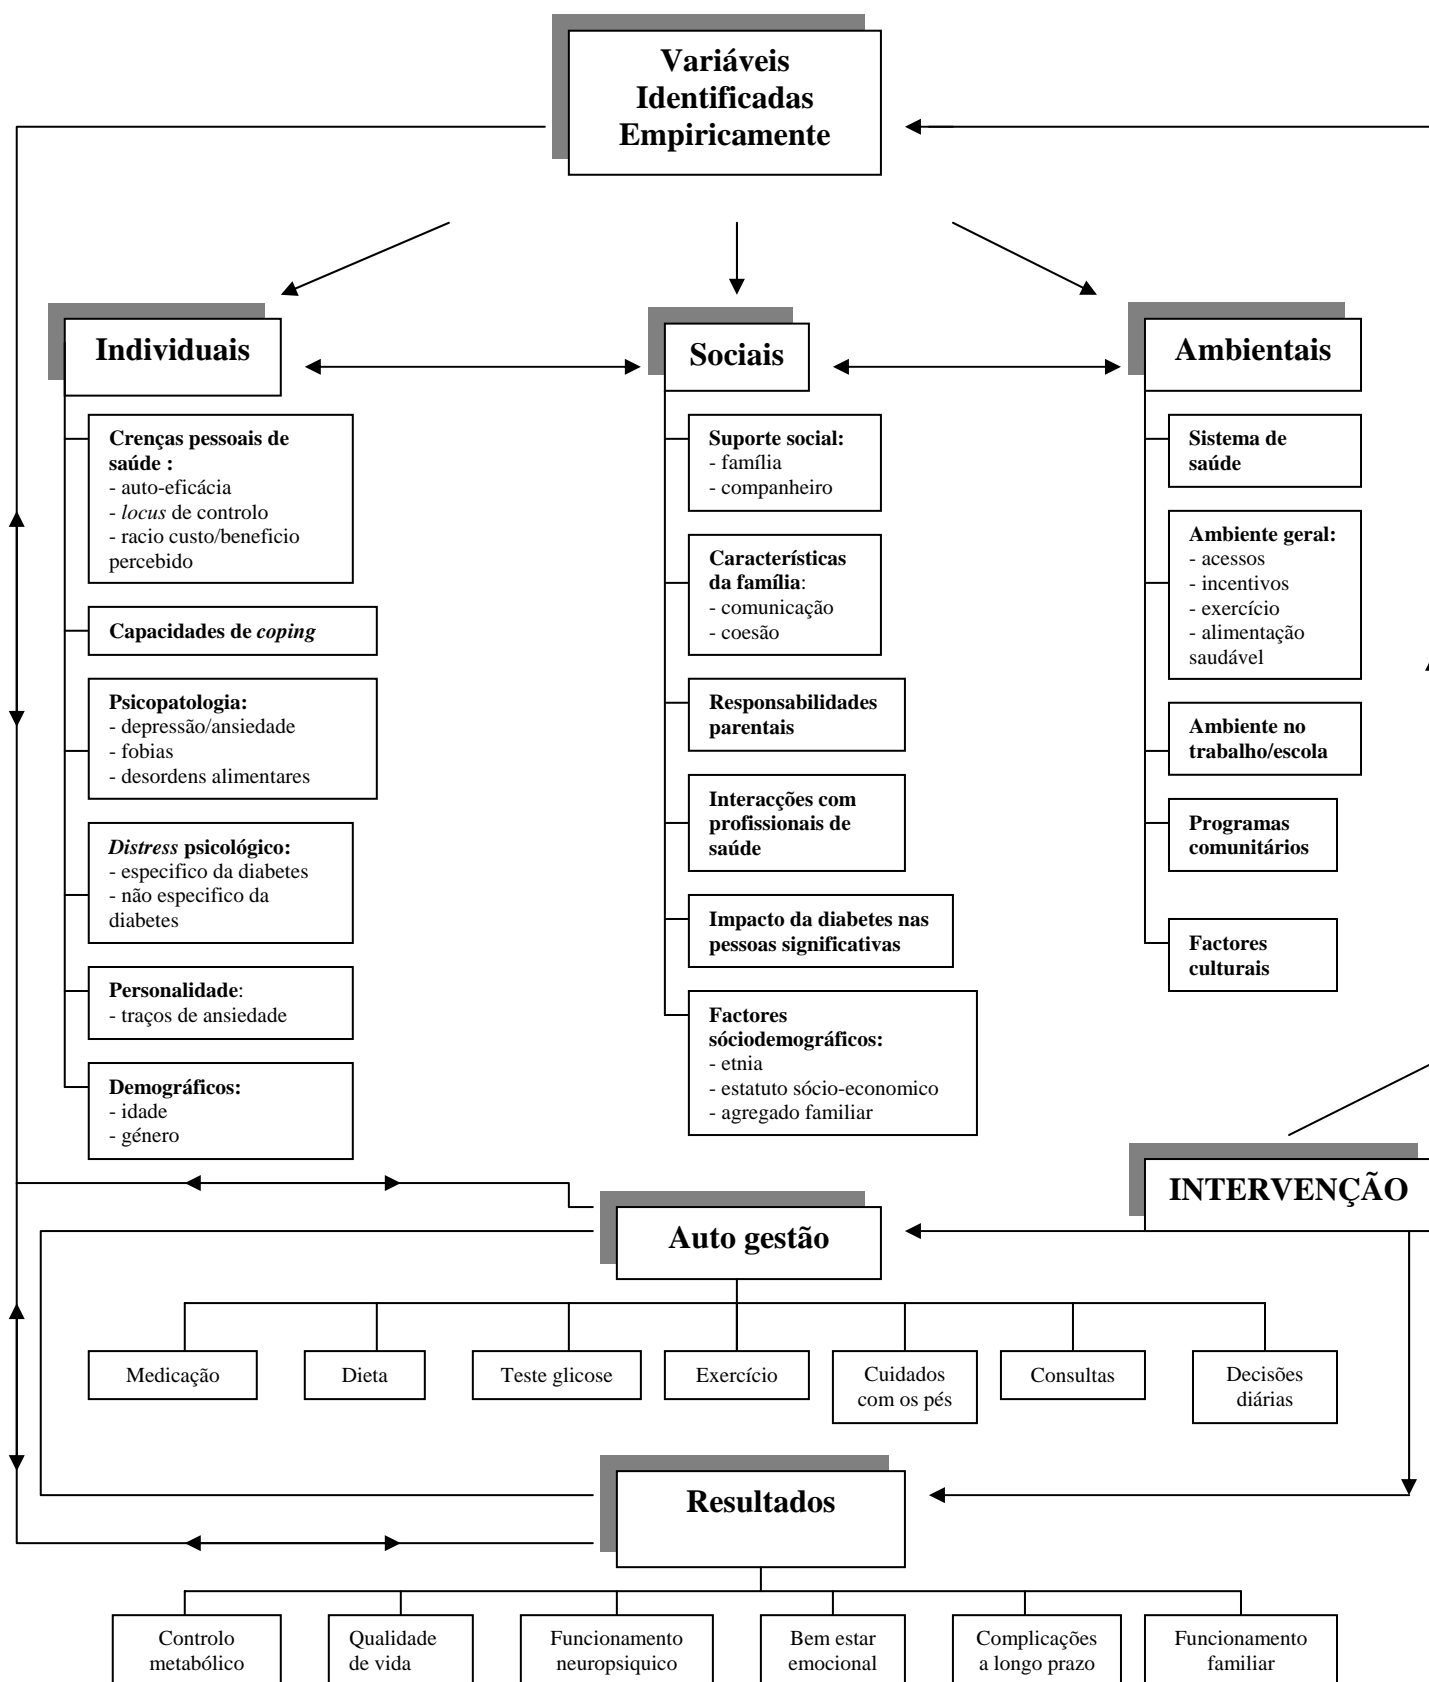 Variáveis
Identificadas
Empiricamente
Individuais
Crenças pessoais de
saúde :
- auto-eficácia
- locus de controlo
- racio custo/beneficio
percebido
Capacidades de coping
Psicopatologia:
- depressão/ansiedade
- fobias
- desordens alimentares
Distress psicológico:
- especifico da diabetes
- não especifico da
diabetes
Personalidade:
- traços de ansiedade
Demográficos:
- idade
- género
Sociais
Suporte social:
- família
- companheiro
Características
da família:
- comunicação
- coesão
Responsabilidades
parentais
Interacções com
profissionais de
saúde
Impacto da diabetes nas
pessoas significativas
Factores
sóciodemográficos:
- etnia
- estatuto sócio-economico
- agregado familiar
Ambientais
Sistema de
saúde
Ambiente geral:
- acessos
- incentivos
- exercício
- alimentação
saudável
Ambiente no
trabalho/escola
Programas
comunitários
Factores
culturais
INTERVENÇÃO
Auto gestão
Medicação
Dieta
Teste glicose
Exercício
Cuidados
com os pés
Consultas
Decisões
diárias
Resultados
Controlo
metabólico
Qualidade
de vida
Funcionamento
neuropsiquico
Bem estar
emocional
Complicações
a longo prazo
Funcionamento
familiar